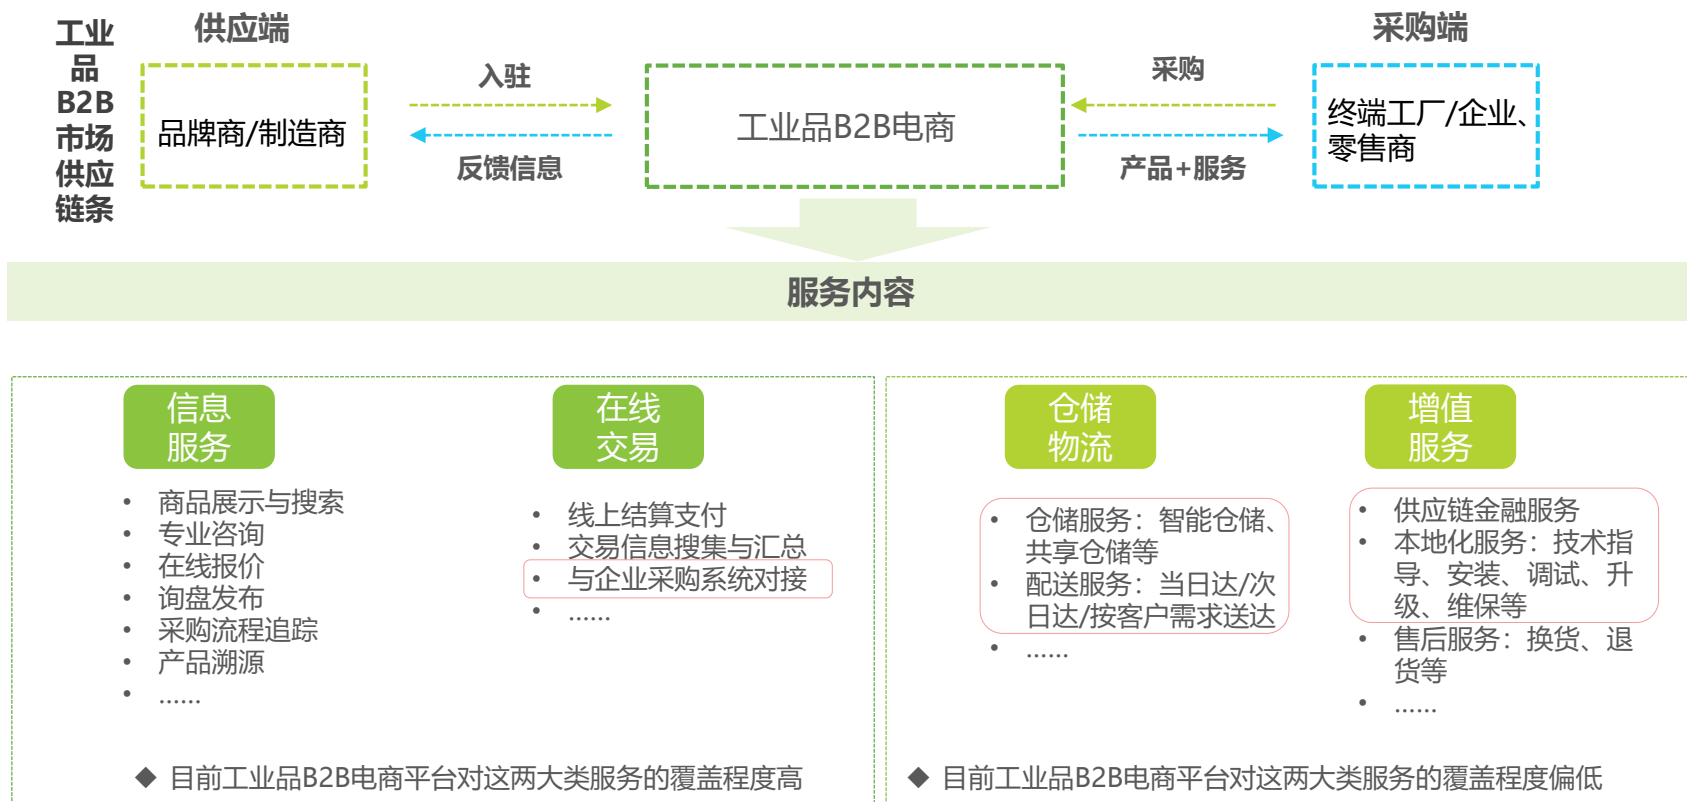 工业
品
B2B
市场
供应
链条
供应端
品牌商/制造商
入驻
反馈信息
工业品B2B电商
采购
产品+服务
采购端
终端工厂/企业、
零售商
服务内容
信息
服务
• 商品展示与搜索
• 专业咨询
• 在线报价
• 询盘发布
• 采购流程追踪
• 产品溯源
• ……
在线
交易
• 线上结算支付
• 交易信息搜集与汇总
• 与企业采购系统对接
• ……
◆ 目前工业品B2B电商平台对这两大类服务的覆盖程度高
仓储
物流
• 仓储服务：智能仓储、
共享仓储等
• 配送服务：当日达/次
日达/按客户需求送达
• ……
增值
服务
• 供应链金融服务
• 本地化服务：技术指
导、安装、调试、升
级、维保等
• 售后服务：换货、退
货等
• ……
◆ 目前工业品B2B电商平台对这两大类服务的覆盖程度偏低